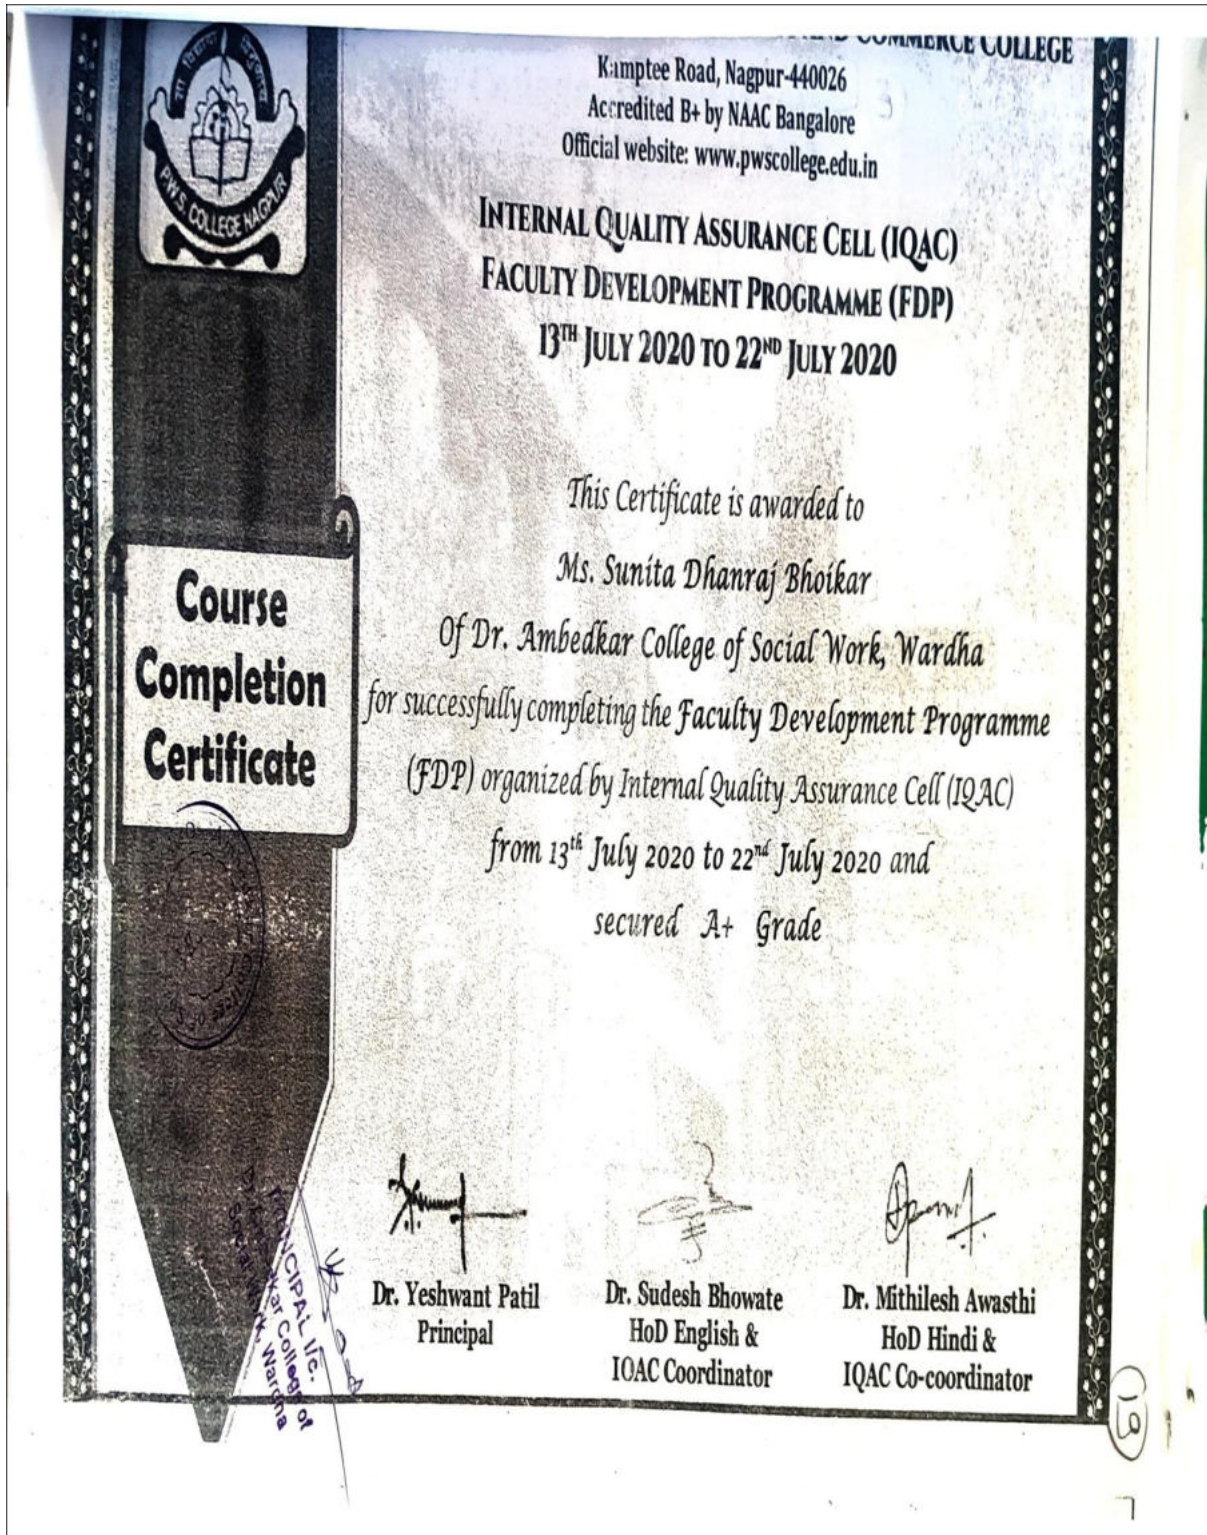 COMMERCE COLLEGE
Kamptee Road, Nagpur-440026
Accredited B+ by NAAC Bangalore
Official website: www.pwscollege.edu.in
P.W.S. COLLEGE NAGPUR
INTERNAL QUALITY ASSURANCE CELL (IQAC)
FACULTY DEVELOPMENT PROGRAMME (FDP)
13TH JULY 2020 TO 22ND JULY 2020
Course
Completion
Certificate
This Certificate is awarded to
Ms. Sunita Dhanraj Bhoikar
Of Dr. Ambedkar College of Social Work, Wardha
for successfully completing the Faculty Development Programme
(FDP) organized by Internal Quality Assurance Cell (IQAC)
from 13th July 2020 to 22nd July 2020 and
secured A+ Grade
Dr. Yeshwant Patil
Principal
Dr. Sudesh Bhowate
HoD English &
IQAC Coordinator
Dr. Mithilesh Awasthi
HoD Hindi &
IQAC Co-coordinator
PRINCIPAL I/c.
College of
Social Work, Wardha
19